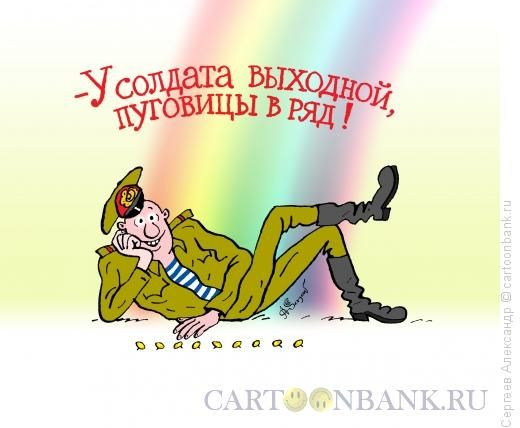 -У солдата выходной,
пуговицы в ряд!
CARTOONBANK.RU
Сергеев Александр © cartoonbank.ru